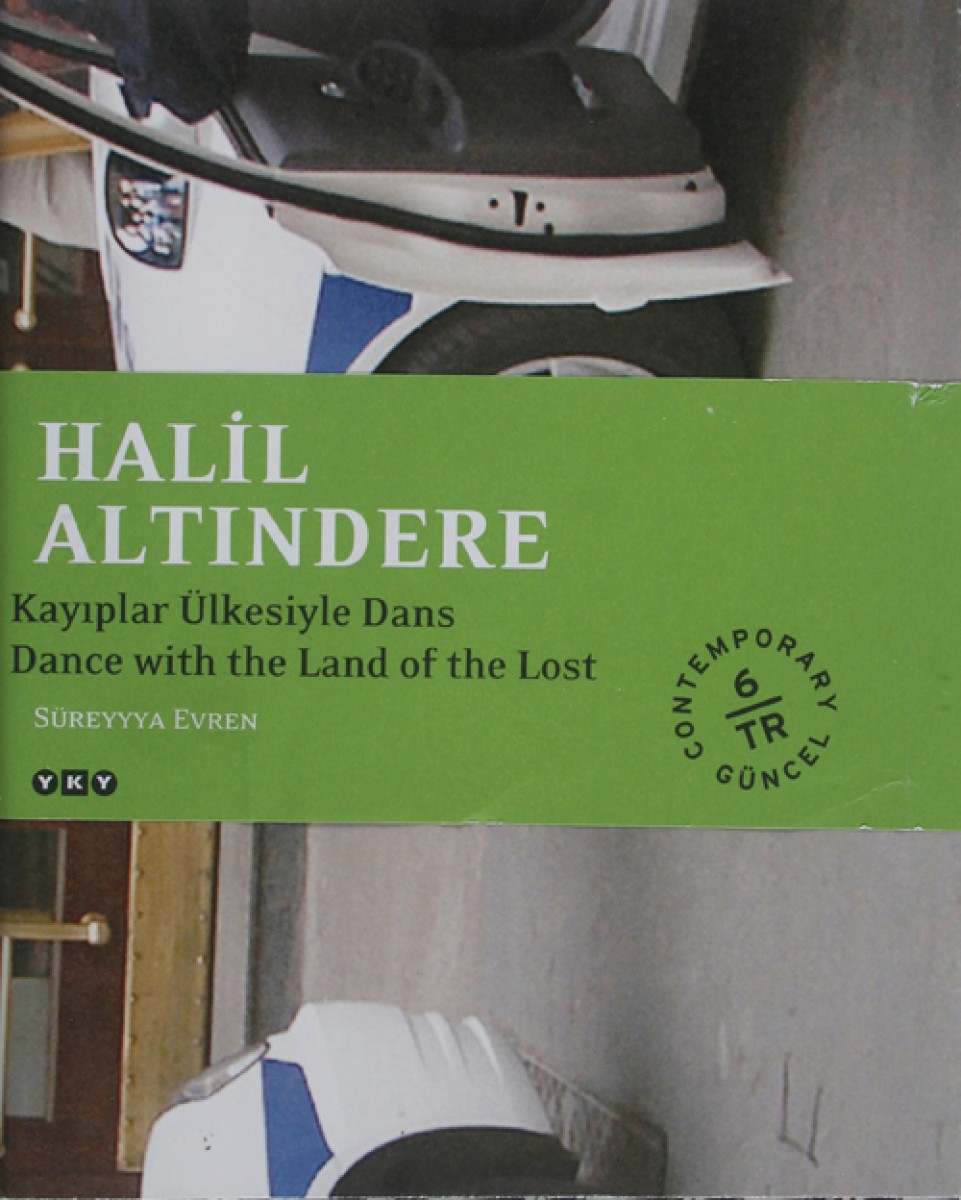 HALİL
ALTINDERE
Kayıplar Ülkesiyle Dans
Dance with the Land of the Lost
SÜREYYYA EVREN
YKY
CONTEMPORARY
6/TR
GÜNCEL